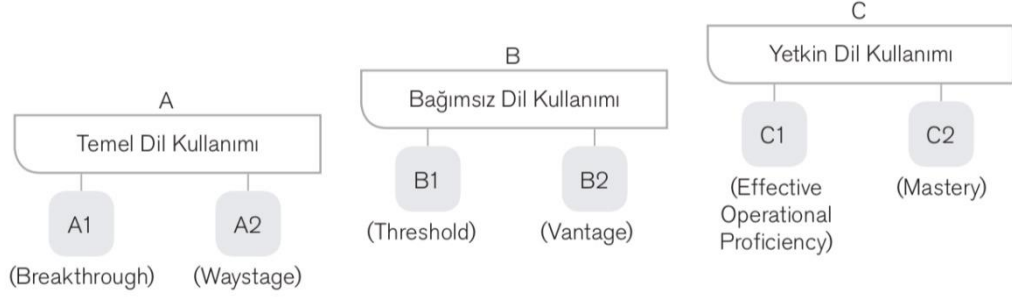 A
Temel Dil Kullanımı
A1
(Breakthrough)
A2
(Waystage)
B
Bağımsız Dil Kullanımı
B1
(Threshold)
B2
(Vantage)
C
Yetkin Dil Kullanımı
C1
(Effective
Operational
Proficiency)
C2
(Mastery)